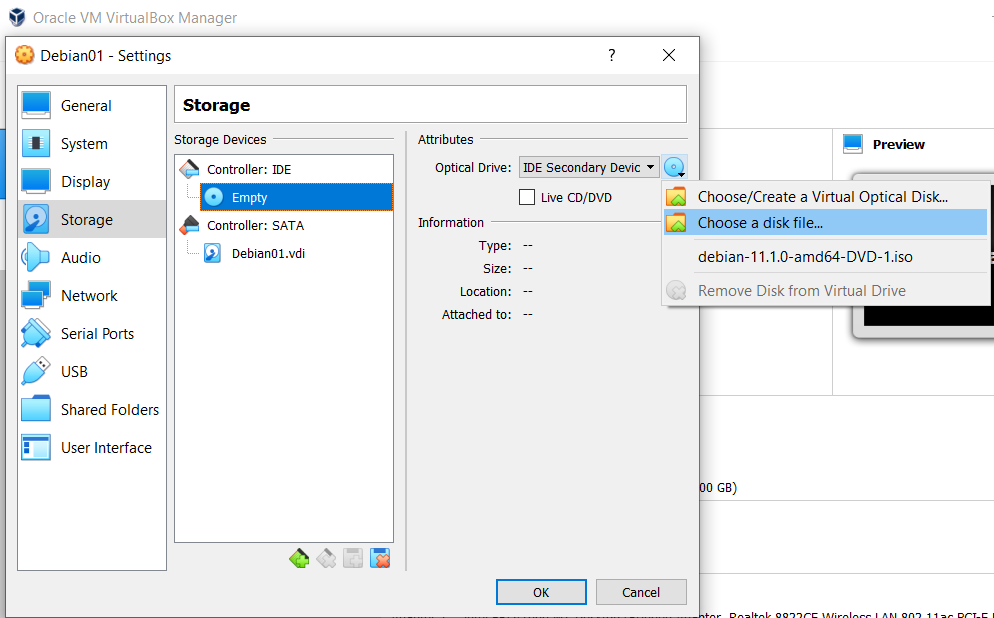 Oracle VM VirtualBox Manager
Debian01 - Settings
?
General
System
Display
Storage
Audio
Network
Serial Ports
USB
Shared Folders
User Interface
Storage
Storage Devices
Controller: IDE
Empty
Controller: SATA
Debian01.vdi
Attributes
Optical Drive: IDE Secondary Devic
Live CD/DVD
Information
Type: --
Size: --
Location: --
Attached to: --
Choose/Create a Virtual Optical Disk...
Choose a disk file...
debian-11.1.0-amd64-DVD-1.iso
Remove Disk from Virtual Drive
OK
Cancel
Preview
00 GB)
Realtek 8822CE Wireless LAN 802.11ac PCI-E